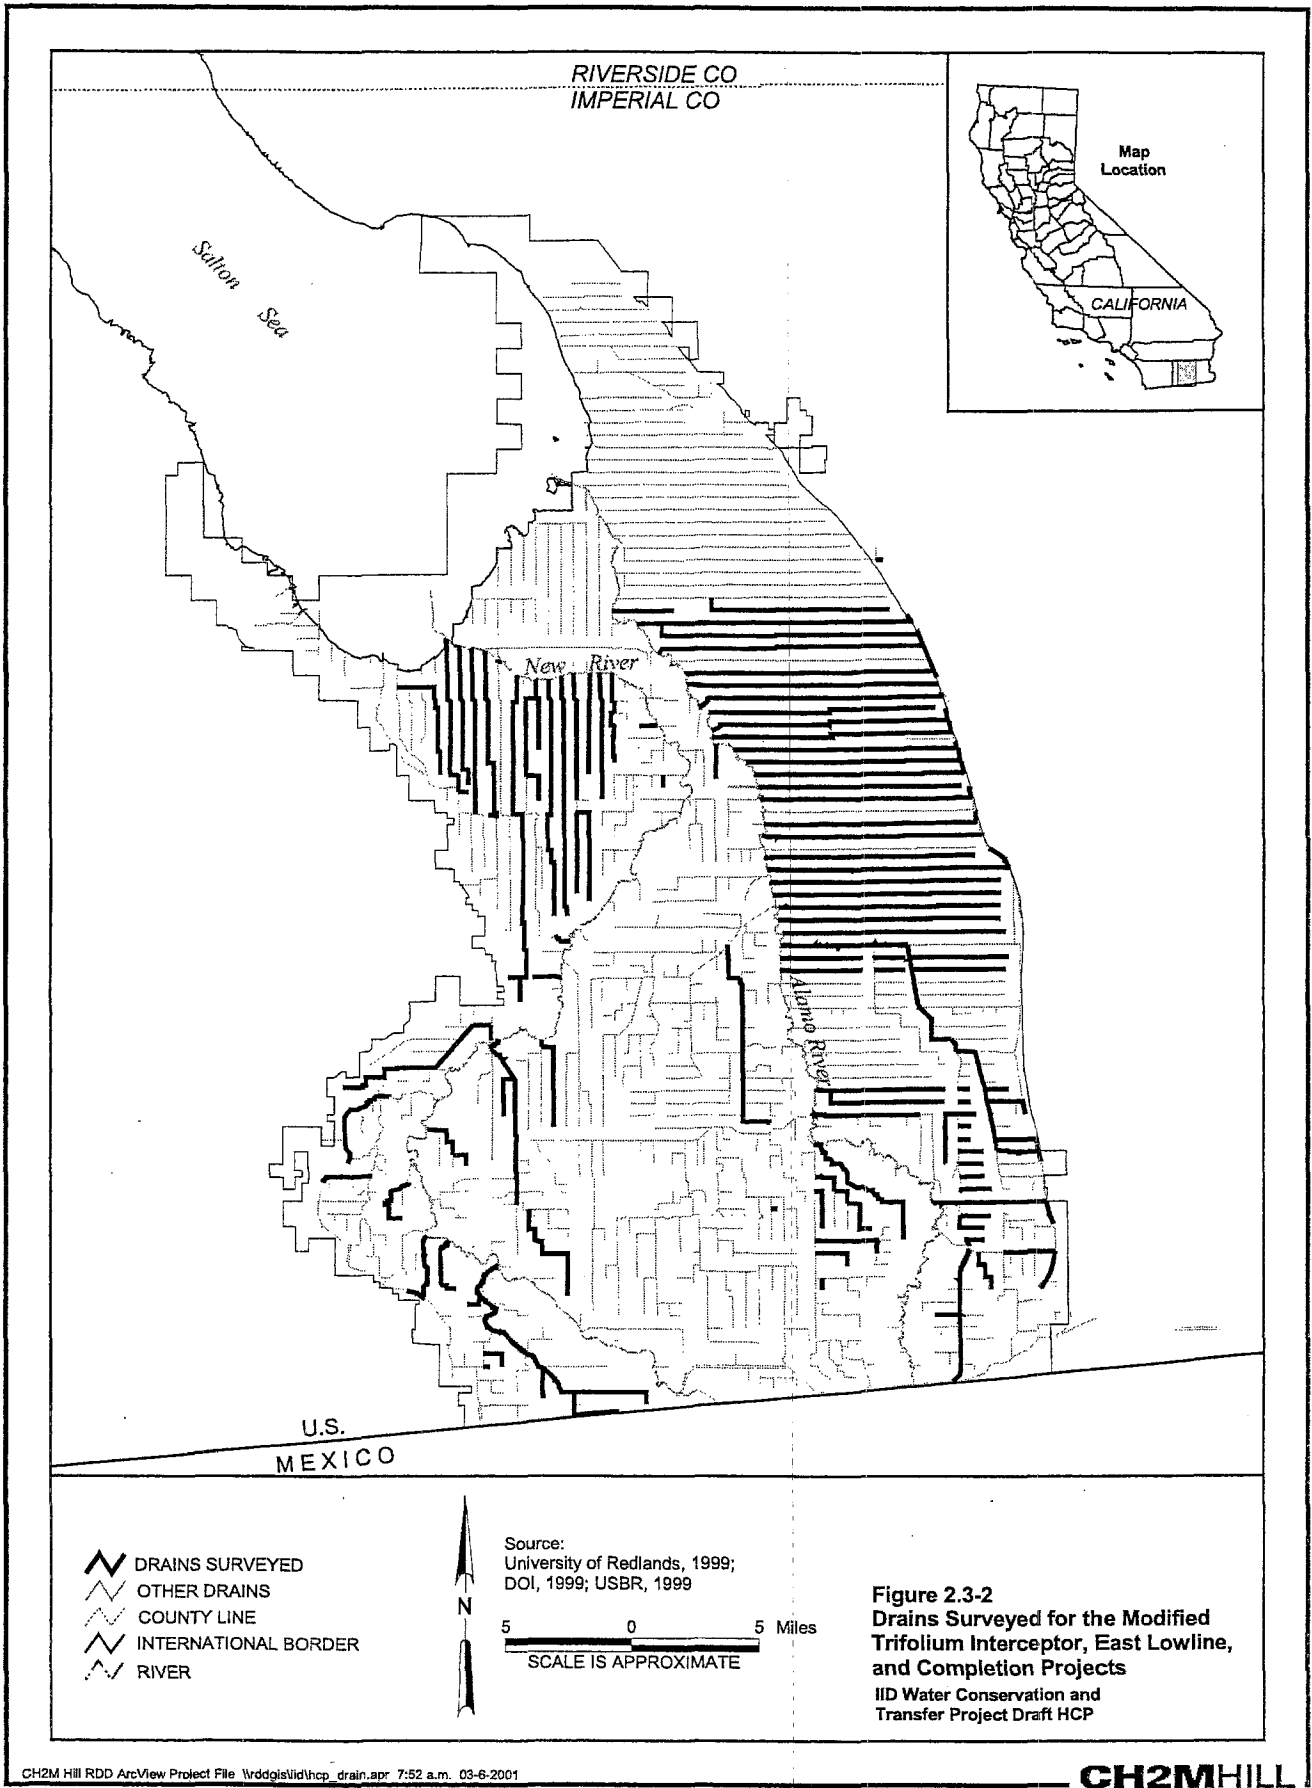 RIVERSIDE CO
IMPERIAL CO
Map
Location
CALIFORNIA
Salton
Sea
New River
Alamo River
U.S.
MEXICO
DRAINS SURVEYED
OTHER DRAINS
COUNTY LINE
INTERNATIONAL BORDER
RIVER
N
Source:
University of Redlands, 1999;
DOI, 1999; USBR, 1999
5 0 5 Miles
SCALE IS APPROXIMATE
Figure 2.3-2
Drains Surveyed for the Modified
Trifolium Interceptor, East Lowline,
and Completion Projects
IID Water Conservation and
Transfer Project Draft HCP
CH2M Hill RDD ArcView Project File \\rddgis\iid\hcp_drain.apr 7:52 a.m. 03-6-2001
CH2MHILL